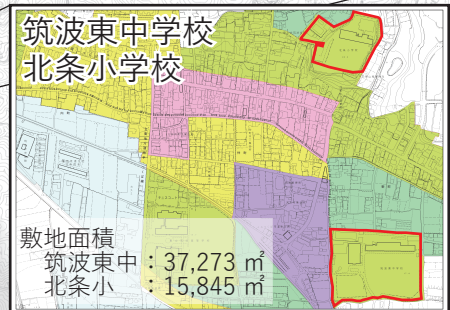 筑波東中学校
北条小学校
敷地面積
筑波東中：37,273 ㎡
北条小　：15,845 ㎡